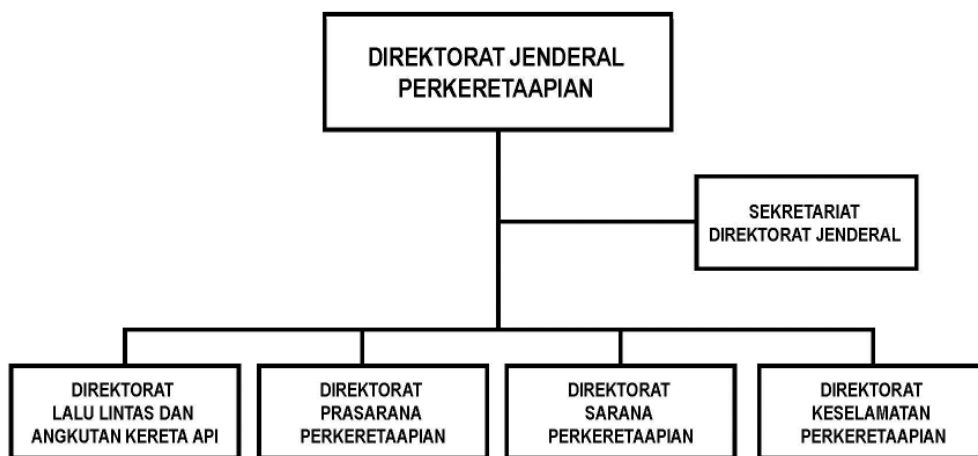 DIREKTORAT JENDERAL
PERKERETAAPIAN
SEKRETARIAT
DIREKTORAT JENDERAL
DIREKTORAT
LALU LINTAS DAN
ANGKUTAN KERETA API
DIREKTORAT
PRASARANA
PERKERETAAPIAN
DIREKTORAT
SARANA
PERKERETAAPIAN
DIREKTORAT
KESELAMATAN
PERKERETAAPIAN